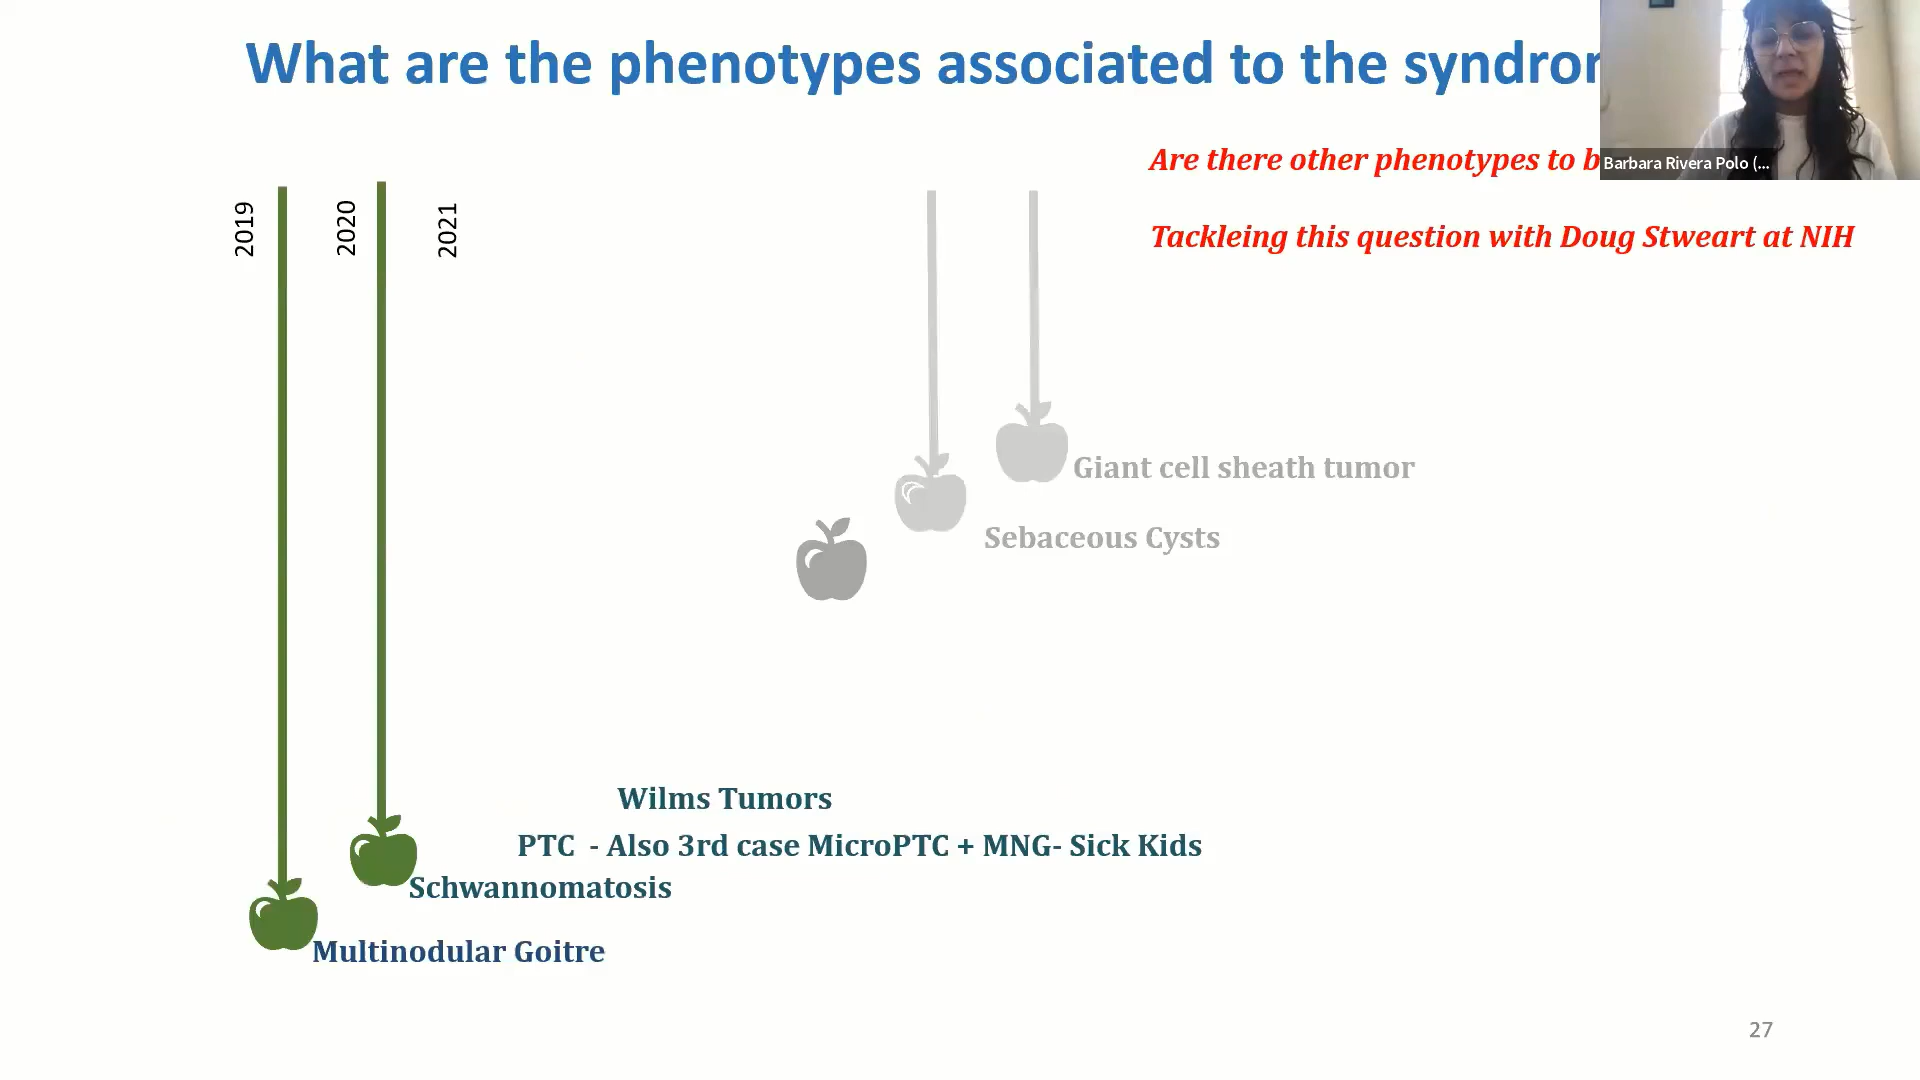 What are the phenotypes associated to the syndrom
Are there other phenotypes to b
Barbara Rivera Polo (...
Tackleing this question with Doug Stweart at NIH
2019
2020
2021
Giant cell sheath tumor
Sebaceous Cysts
Wilms Tumors
PTC - Also 3rd case MicroPTC + MNG- Sick Kids
Schwannomatosis
Multinodular Goitre
27